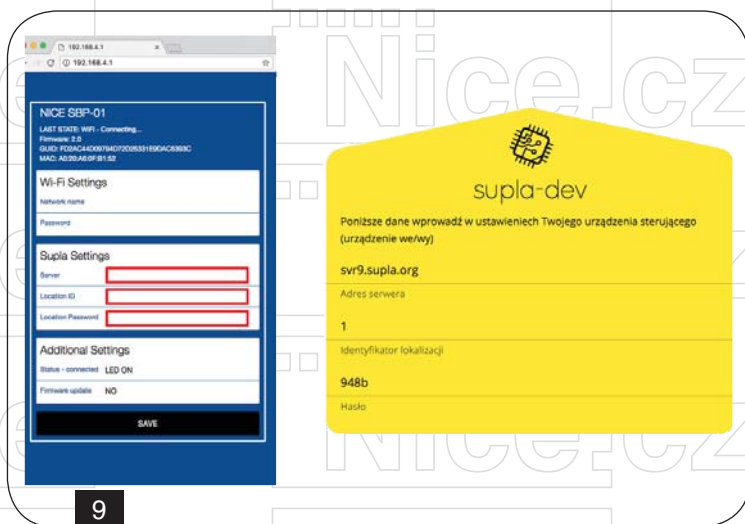 192.168.4.1
192.168.4.1
NICE SBP-01
LAST STATE: WIFI - Connecting...
Firmware: 2.0
MAC: A0:20:A6:0F:B1:52
Wi-Fi Settings
Network name
Password
Supla Settings
Server
Location ID
Location Password
Additional Settings
Status - connected LED ON
Firmware update NO
SAVE
supla-dev
Poniższe dane wprowadź w ustawieniech Twojego urządzenia sterującego
(urządzenie we/wy)
svr9.supla.org
Adres serwera
1
Identyfikator lokalizacji
948b
Hasło
Nice.cz
Nice.cz
9